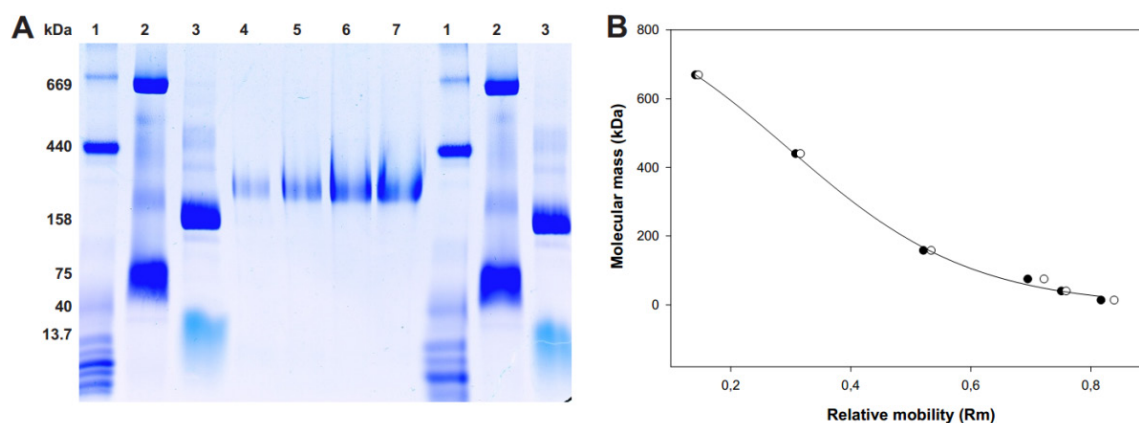 A kDa 1 2 3 4 5 6 7 1 2 3
669
440
158
75
40
13.7
B
800
600
400
200
0
Molecular mass (kDa)
0,2 0,4 0,6 0,8
Relative mobility (Rm)